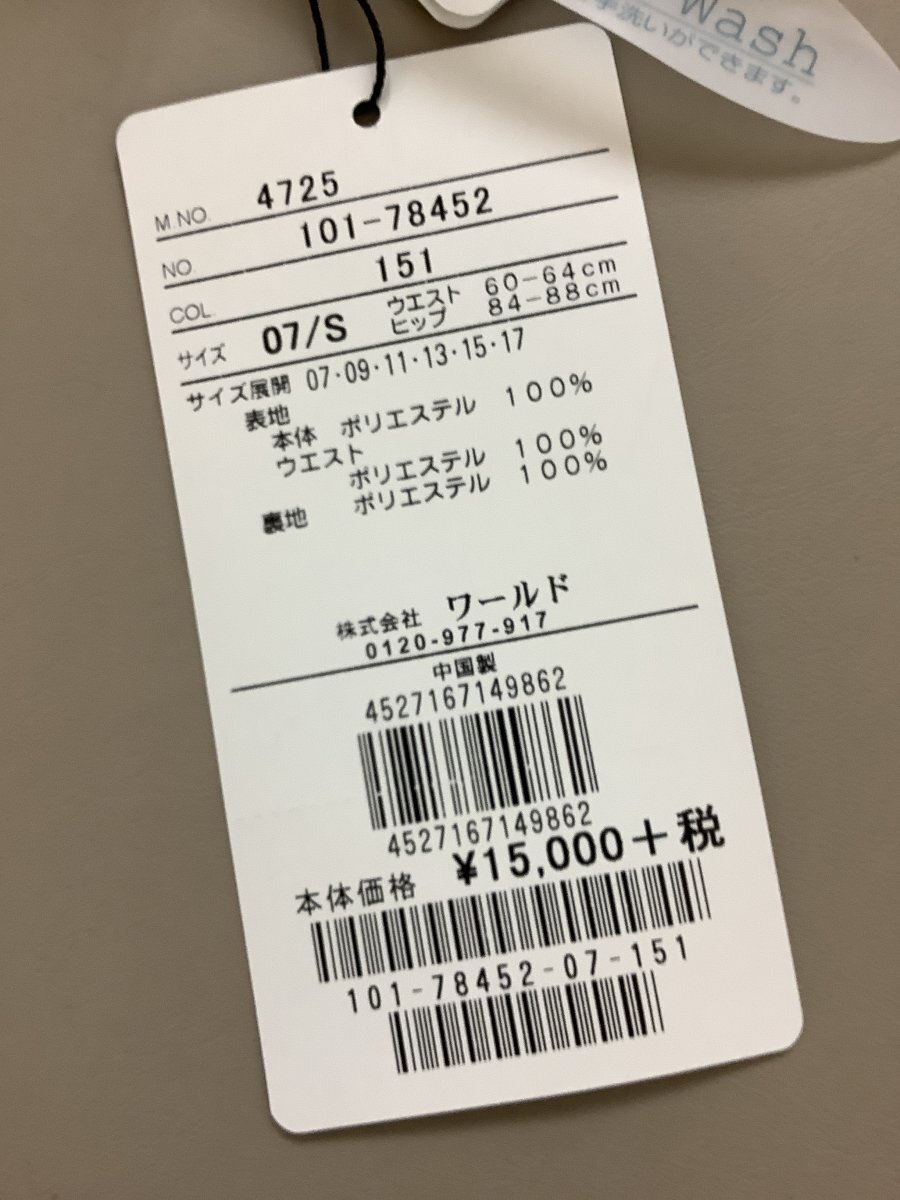 Wash
手洗いができます。
M.NO. 4725
NO. 101-78452
COL. 151
サイズ 07/S ウエスト 60-64cm
ヒップ 84-88cm
サイズ展開 07・09・11・13・15・17
表地
本体 ポリエステル 100%
ウエスト
ポリエステル 100%
裏地 ポリエステル 100%
株式会社 ワールド
0120-977-917
中国製
4527167149862
4527167149862
本体価格 ¥15,000+税
101-78452-07-151